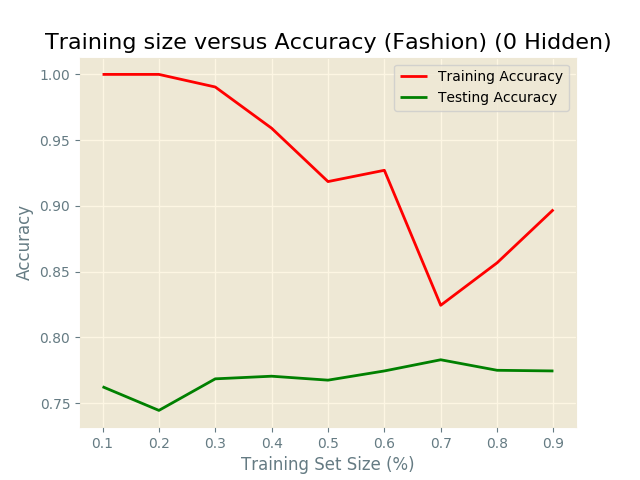 Training size versus Accuracy (Fashion) (0 Hidden)
Training Accuracy
Testing Accuracy
1.00
0.95
0.90
0.85
0.80
0.75
Accuracy
0.1 0.2 0.3 0.4 0.5 0.6 0.7 0.8 0.9
Training Set Size (%)